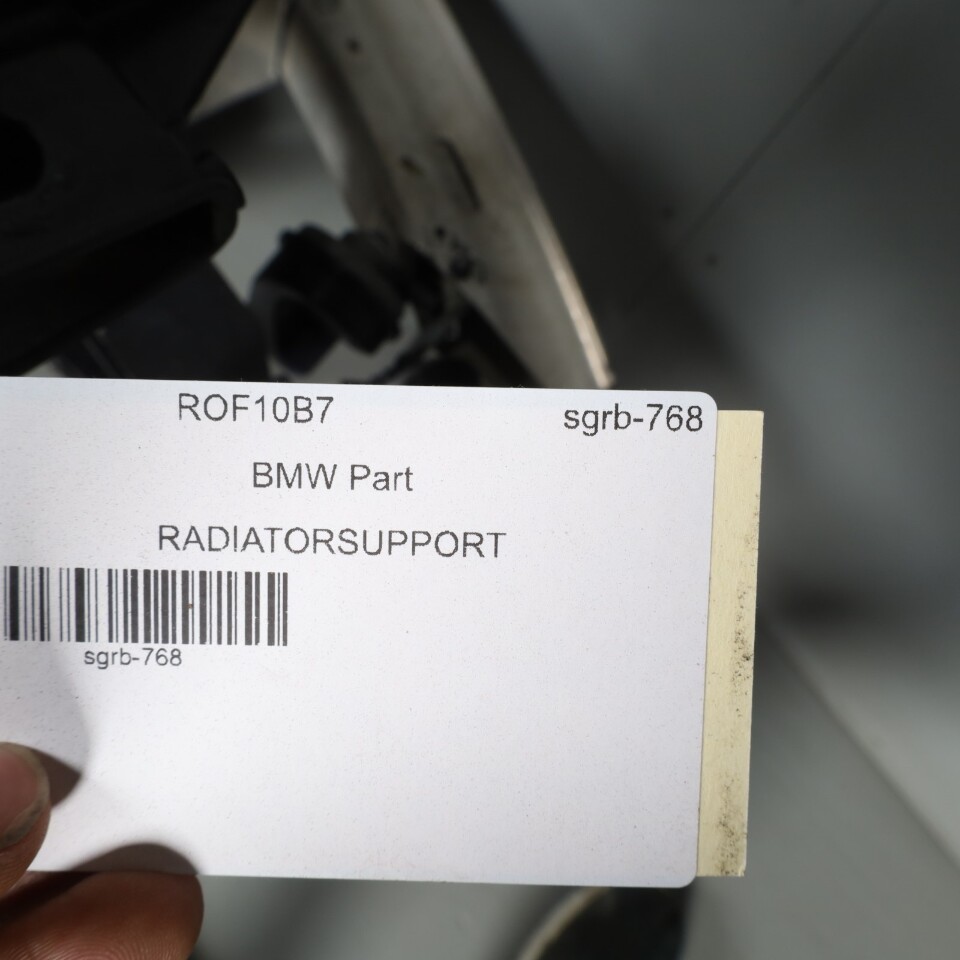 ROF10B7 sgrb-768
BMW Part
RADIATORSUPPORT
sgrb-768